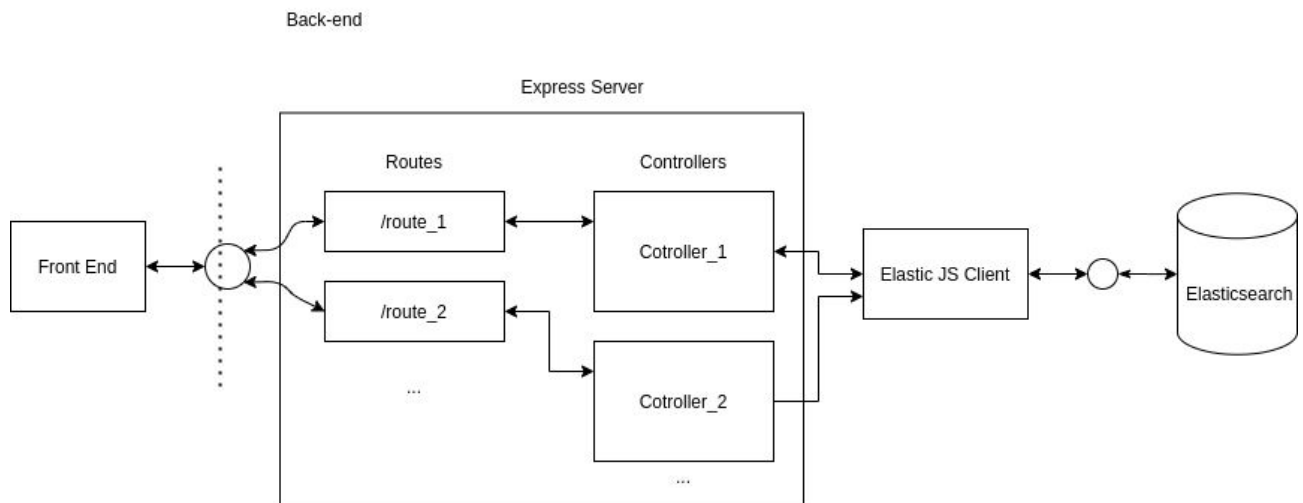 Back-end
Express Server
Routes
Controllers
/route_1
Cotroller_1
Front End
Elastic JS Client
Elasticsearch
/route_2
...
Cotroller_2
...